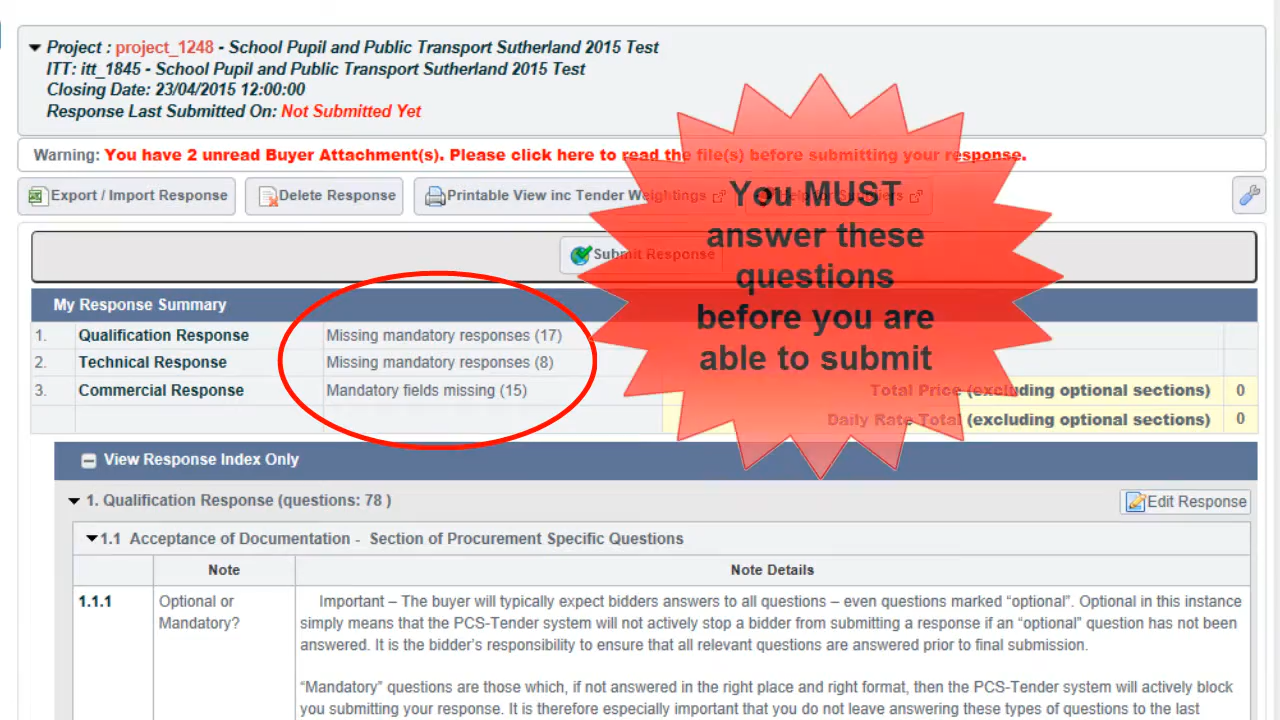 Project : project_1248 - School Pupil and Public Transport Sutherland 2015 Test
ITT: itt_1845 - School Pupil and Public Transport Sutherland 2015 Test
Closing Date: 23/04/2015 12:00:00
Response Last Submitted On: Not Submitted Yet
Warning: You have 2 unread Buyer Attachment(s). Please click here to read the file(s) before submitting your response.
Export / Import Response
Delete Response
Printable View inc Tender Weightings
You MUST
answer these
questions
before you are
able to submit
Submit Response
My Response Summary
1. Qualification Response Missing mandatory responses (17)
2. Technical Response Missing mandatory responses (8)
3. Commercial Response Mandatory fields missing (15) Total Price (excluding optional sections) 0
Daily Rate Total (excluding optional sections) 0
View Response Index Only
1. Qualification Response (questions: 78 )
Edit Response
1.1 Acceptance of Documentation - Section of Procurement Specific Questions
Note Note Details
1.1.1 Optional or
Mandatory?
Important – The buyer will typically expect bidders answers to all questions – even questions marked “optional”. Optional in this instance
simply means that the PCS-Tender system will not actively stop a bidder from submitting a response if an “optional” question has not been
answered. It is the bidder’s responsibility to ensure that all relevant questions are answered prior to final submission.
“Mandatory” questions are those which, if not answered in the right place and right format, then the PCS-Tender system will actively block
you submitting your response. It is therefore especially important that you do not leave answering these types of questions to the last